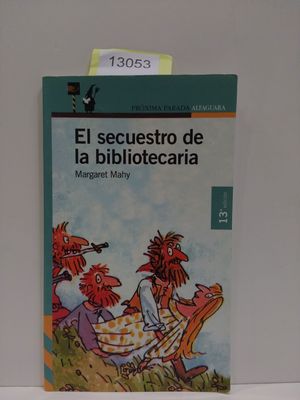 13053
PRÓXIMA PARADA ALFAGUARA
El secuestro de
la bibliotecaria
Margaret Mahy
13ª edición